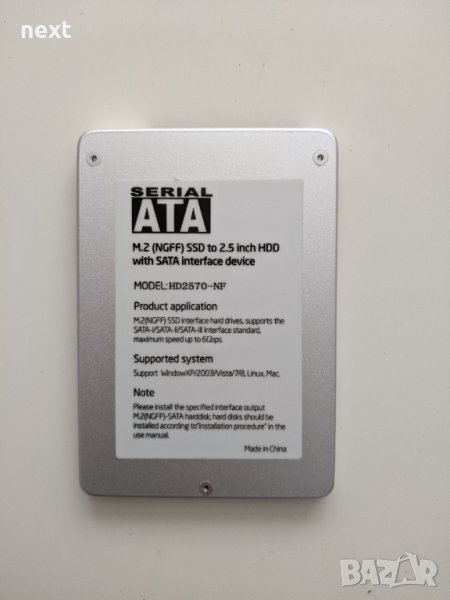 next
SERIAL
ATA
M.2 (NGFF) SSD to 2.5 inch HDD
with SATA interface device
MODEL:HD2570-NF
Product application
M.2(NGFF) SSD interface hard drives, supports the
SATA-I/SATA-II/SATA-III interface standard,
maximum speed up to 6Gbps.
Supported system
Support WindowXP/2003/Vista/7/8, Linux, Mac.
Note
Please install the specified interface output
M.2(NGFF)-SATA harddisk; hard disks should be
installed according to"installation procedure" in the
use manual.
Made in China
BAZAR